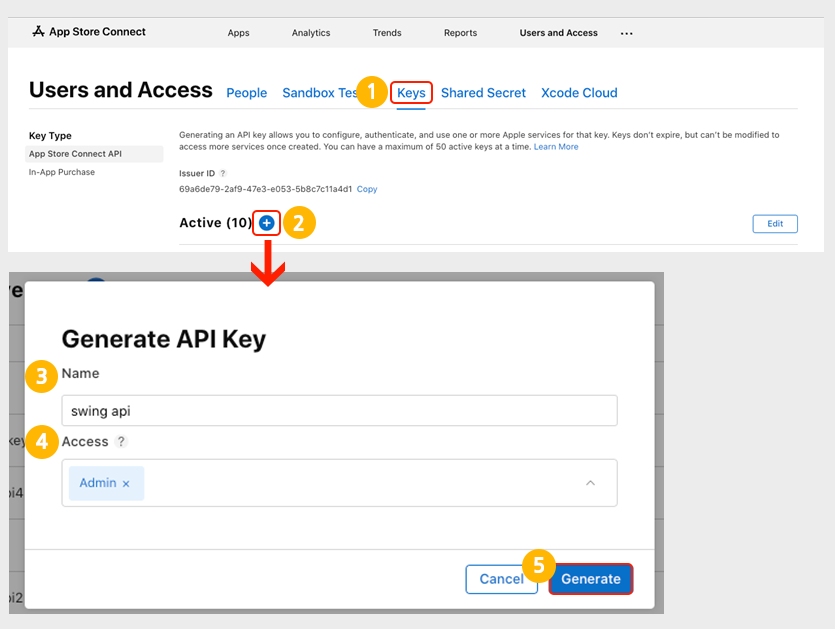 App Store Connect Apps Analytics Trends Reports Users and Access ...
Users and Access People Sandbox Tes 1 Keys Shared Secret Xcode Cloud
Key Type
App Store Connect API
In-App Purchase
Generating an API key allows you to configure, authenticate, and use one or more Apple services for that key. Keys don't expire, but can't be modified to
access more services once created. You can have a maximum of 50 active keys at a time. Learn More
Issuer ID ?
69a6de79-2af9-47e3-e053-5b8c7c11a4d1 Copy
Active (10) + 2 Edit
Generate API Key
3 Name
swing api
4 Access ?
Admin ×
Cancel 5 Generate
key
pi4
pi2